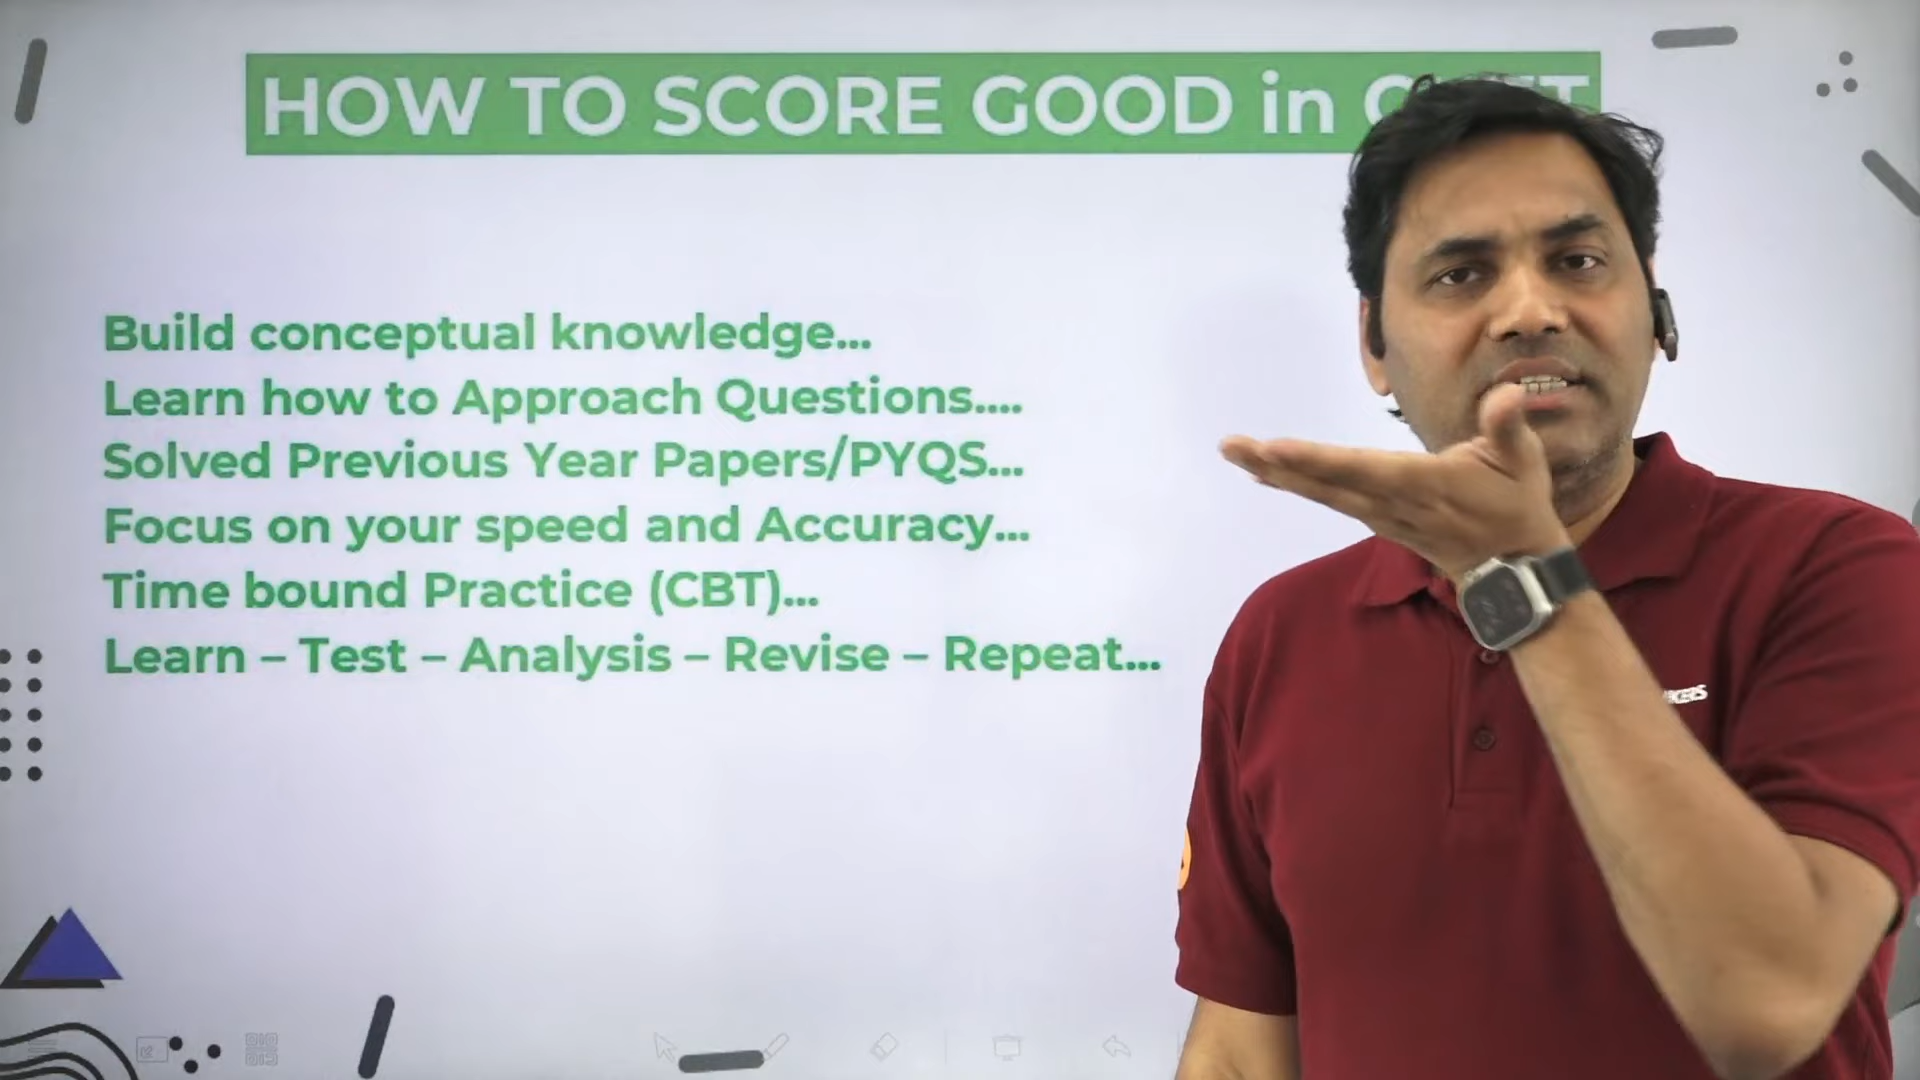 HOW TO SCORE GOOD in
Build conceptual knowledge...
Learn how to Approach Questions....
Solved Previous Year Papers/PYQS...
Focus on your speed and Accuracy...
Time bound Practice (CBT)...
Learn – Test – Analysis – Revise – Repeat...